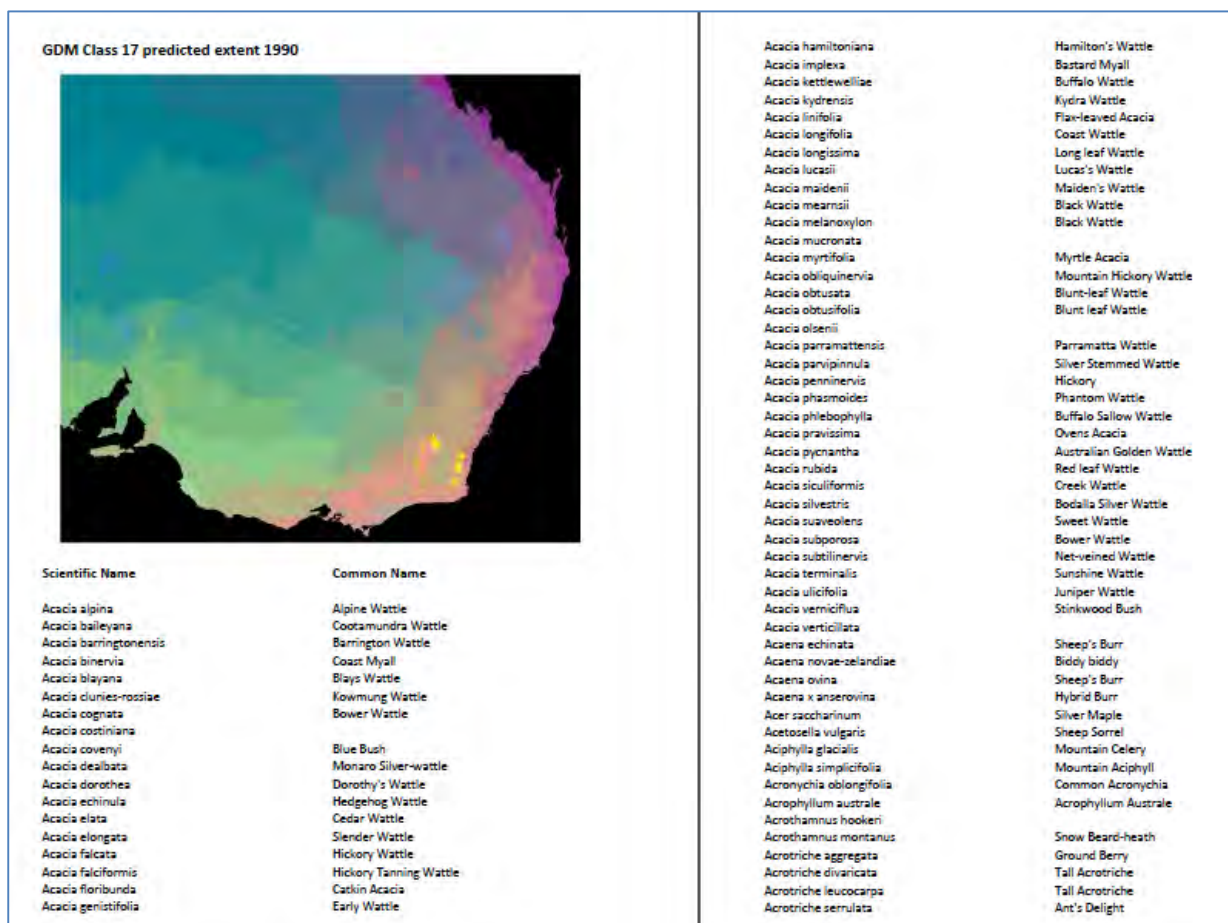 GDM Class 17 predicted extent 1990
Scientific Name Common Name
Acacia alpina Alpine Wattle
Acacia baileyana Cootamundra Wattle
Acacia barringtonensis Barrington Wattle
Acacia binervia Coast Myall
Acacia blayana Blays Wattle
Acacia clunies-rossiae Kowmung Wattle
Acacia cognata Bower Wattle
Acacia costiniana
Acacia covenyi Blue Bush
Acacia dealbata Monaro Silver-wattle
Acacia dorothea Dorothy's Wattle
Acacia echinula Hedgehog Wattle
Acacia elata Cedar Wattle
Acacia elongata Slender Wattle
Acacia falcata Hickory Wattle
Acacia falciformis Hickory Tanning Wattle
Acacia floribunda Catkin Acacia
Acacia genistifolia Early Wattle
Acacia hamiltoniana Hamilton's Wattle
Acacia implexa Bastard Myall
Acacia kettlewelliae Buffalo Wattle
Acacia kydrensis Kydra Wattle
Acacia linifolia Flax-leaved Acacia
Acacia longifolia Coast Wattle
Acacia longissima Long leaf Wattle
Acacia lucasii Lucas's Wattle
Acacia maidenii Maiden's Wattle
Acacia mearnsii Black Wattle
Acacia melanoxylon Black Wattle
Acacia mucronata
Acacia myrtifolia Myrtle Acacia
Acacia obliquinervia Mountain Hickory Wattle
Acacia obtusata Blunt-leaf Wattle
Acacia obtusifolia Blunt leaf Wattle
Acacia olsenii
Acacia parramattensis Parramatta Wattle
Acacia parvipinnula Silver Stemmed Wattle
Acacia penninervis Hickory
Acacia phasmoides Phantom Wattle
Acacia phlebophylla Buffalo Sallow Wattle
Acacia pravissima Ovens Acacia
Acacia pycnantha Australian Golden Wattle
Acacia rubida Red leaf Wattle
Acacia siculiformis Creek Wattle
Acacia silvestris Bodalla Silver Wattle
Acacia suaveolens Sweet Wattle
Acacia subporosa Bower Wattle
Acacia subtilinervis Net-veined Wattle
Acacia terminalis Sunshine Wattle
Acacia ulicifolia Juniper Wattle
Acacia verniciflua Stinkwood Bush
Acacia verticillata
Acaena echinata Sheep's Burr
Acaena novae-zelandiae Biddy biddy
Acaena ovina Sheep's Burr
Acaena x anserovina Hybrid Burr
Acer saccharinum Silver Maple
Acetosella vulgaris Sheep Sorrel
Aciphylla glacialis Mountain Celery
Aciphylla simplicifolia Mountain Aciphyll
Acronychia oblongifolia Common Acronychia
Acrophyllum australe Acrophyllum Australe
Acrothamnus hookeri
Acrothamnus montanus Snow Beard-heath
Acrotriche aggregata Ground Berry
Acrotriche divaricata Tall Acrotriche
Acrotriche leucocarpa Tall Acrotriche
Acrotriche serrulata Ant's Delight